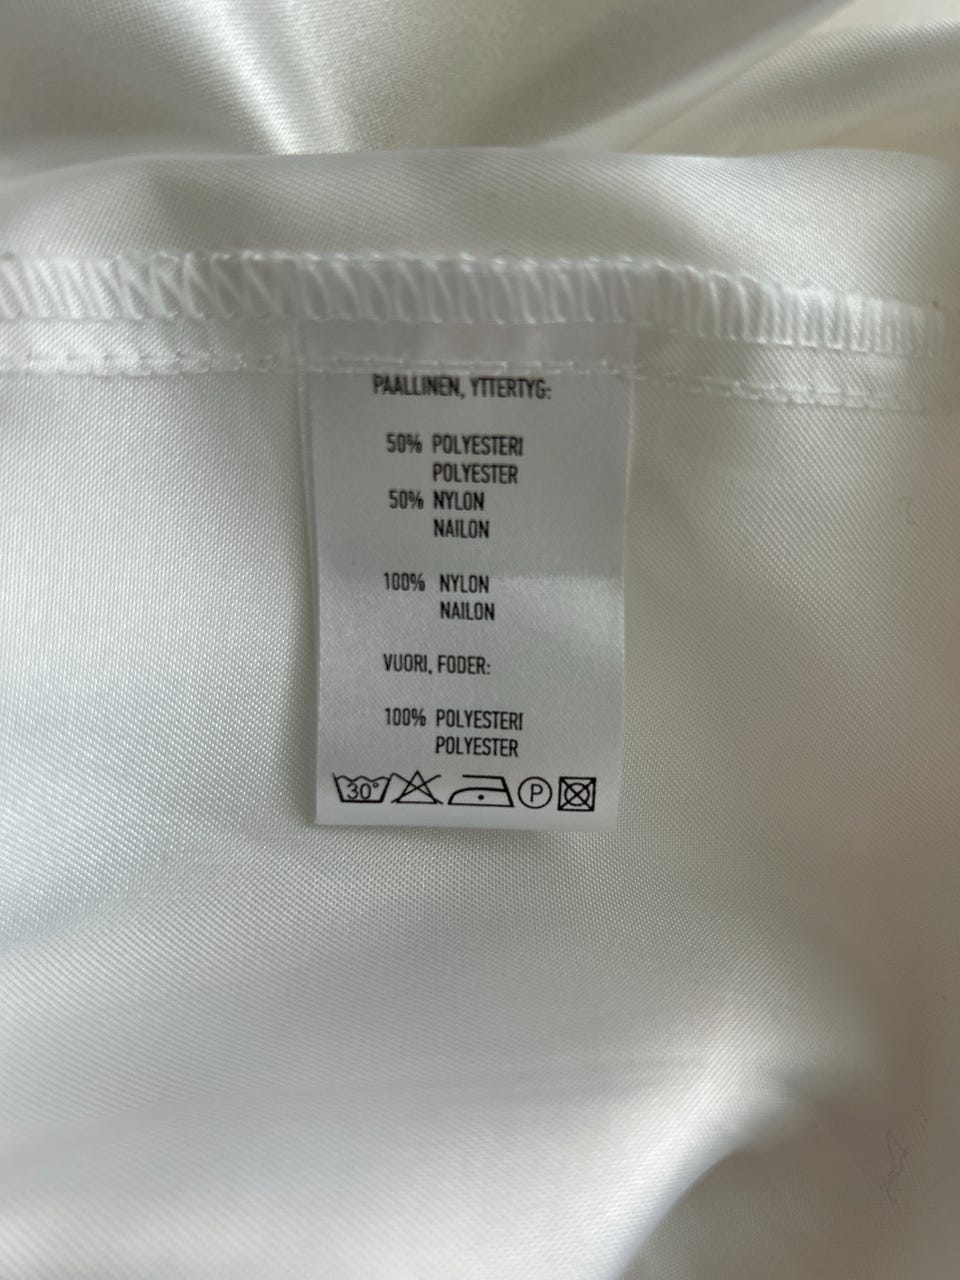 PAALLINEN, YTTERTYG:
50% POLYESTERI
POLYESTER
50% NYLON
NAILON
100% NYLON
NAILON
VUORI, FODER:
100% POLYESTERI
POLYESTER
30° P